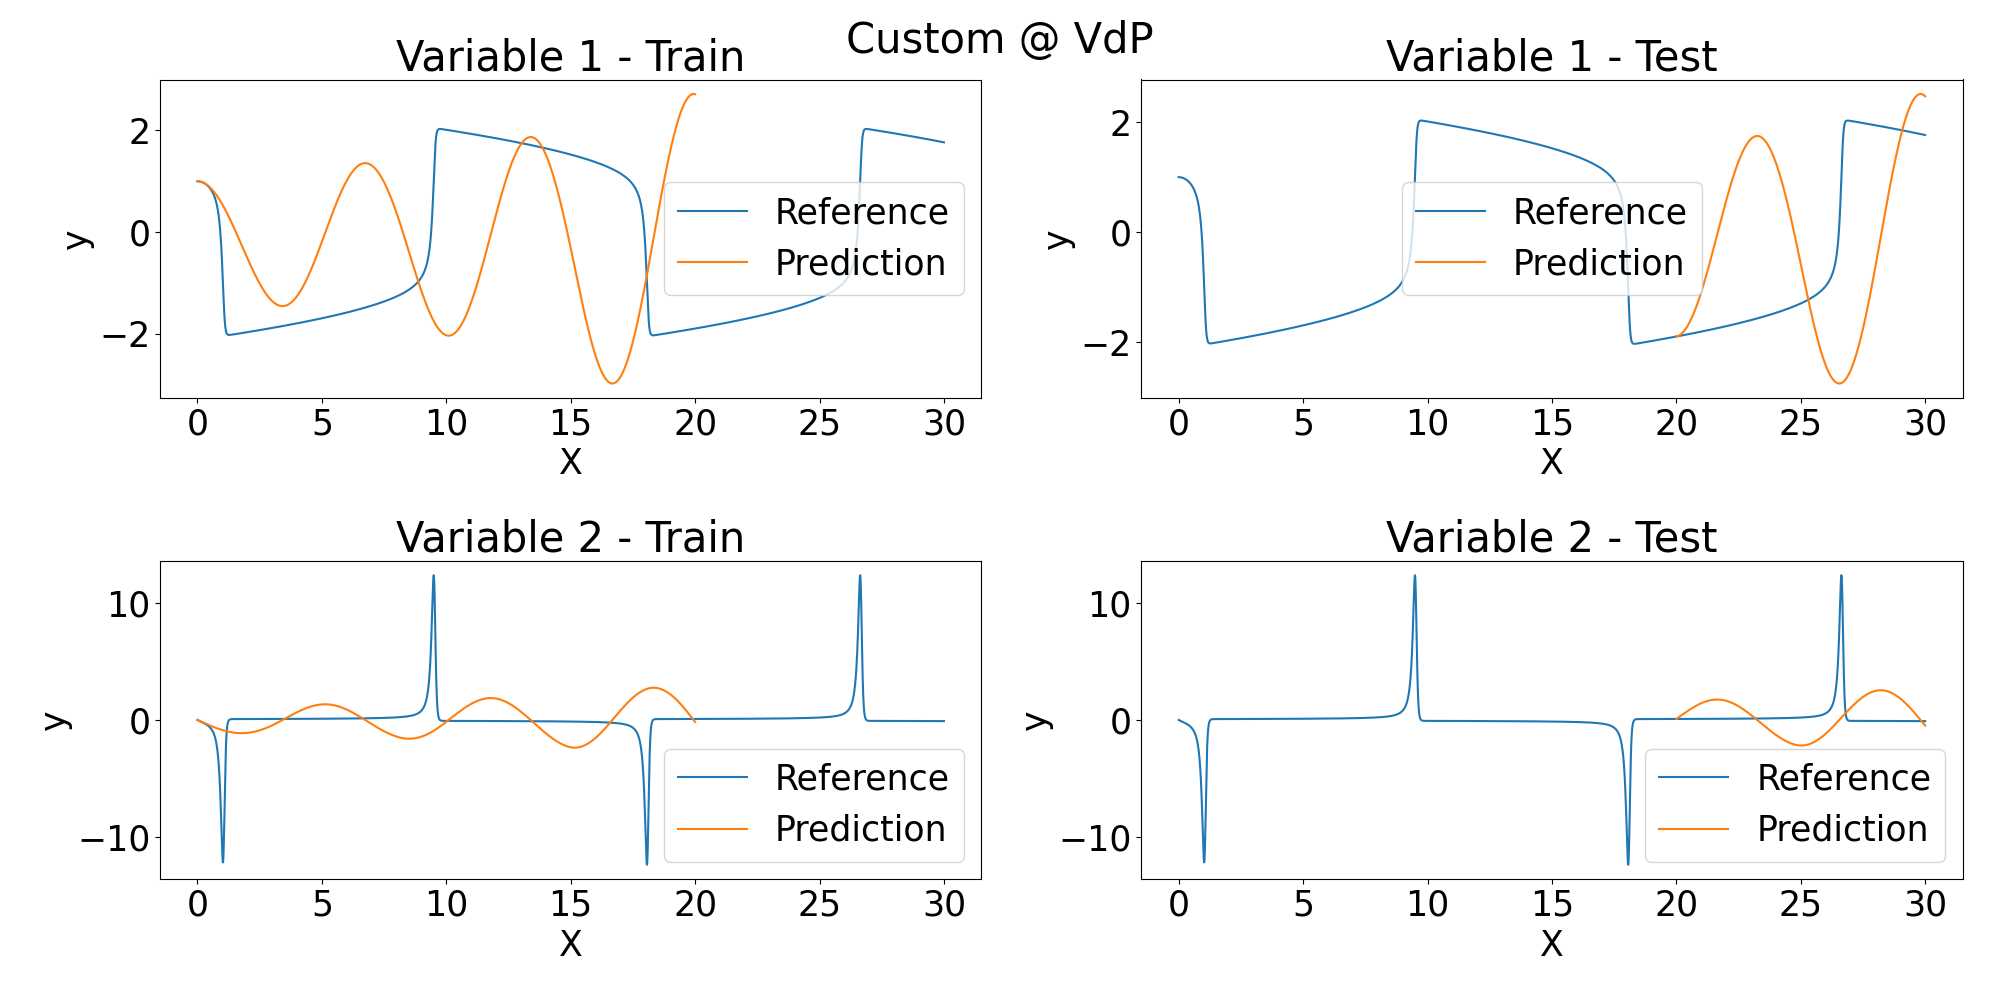 Custom @ VdP
Variable 1 - Train
2
0
−2
y
0 5 10 15 20 25 30
X
Reference
Prediction
Variable 1 - Test
2
0
−2
y
0 5 10 15 20 25 30
X
Reference
Prediction
Variable 2 - Train
10
0
−10
y
0 5 10 15 20 25 30
X
Reference
Prediction
Variable 2 - Test
10
0
−10
y
0 5 10 15 20 25 30
X
Reference
Prediction